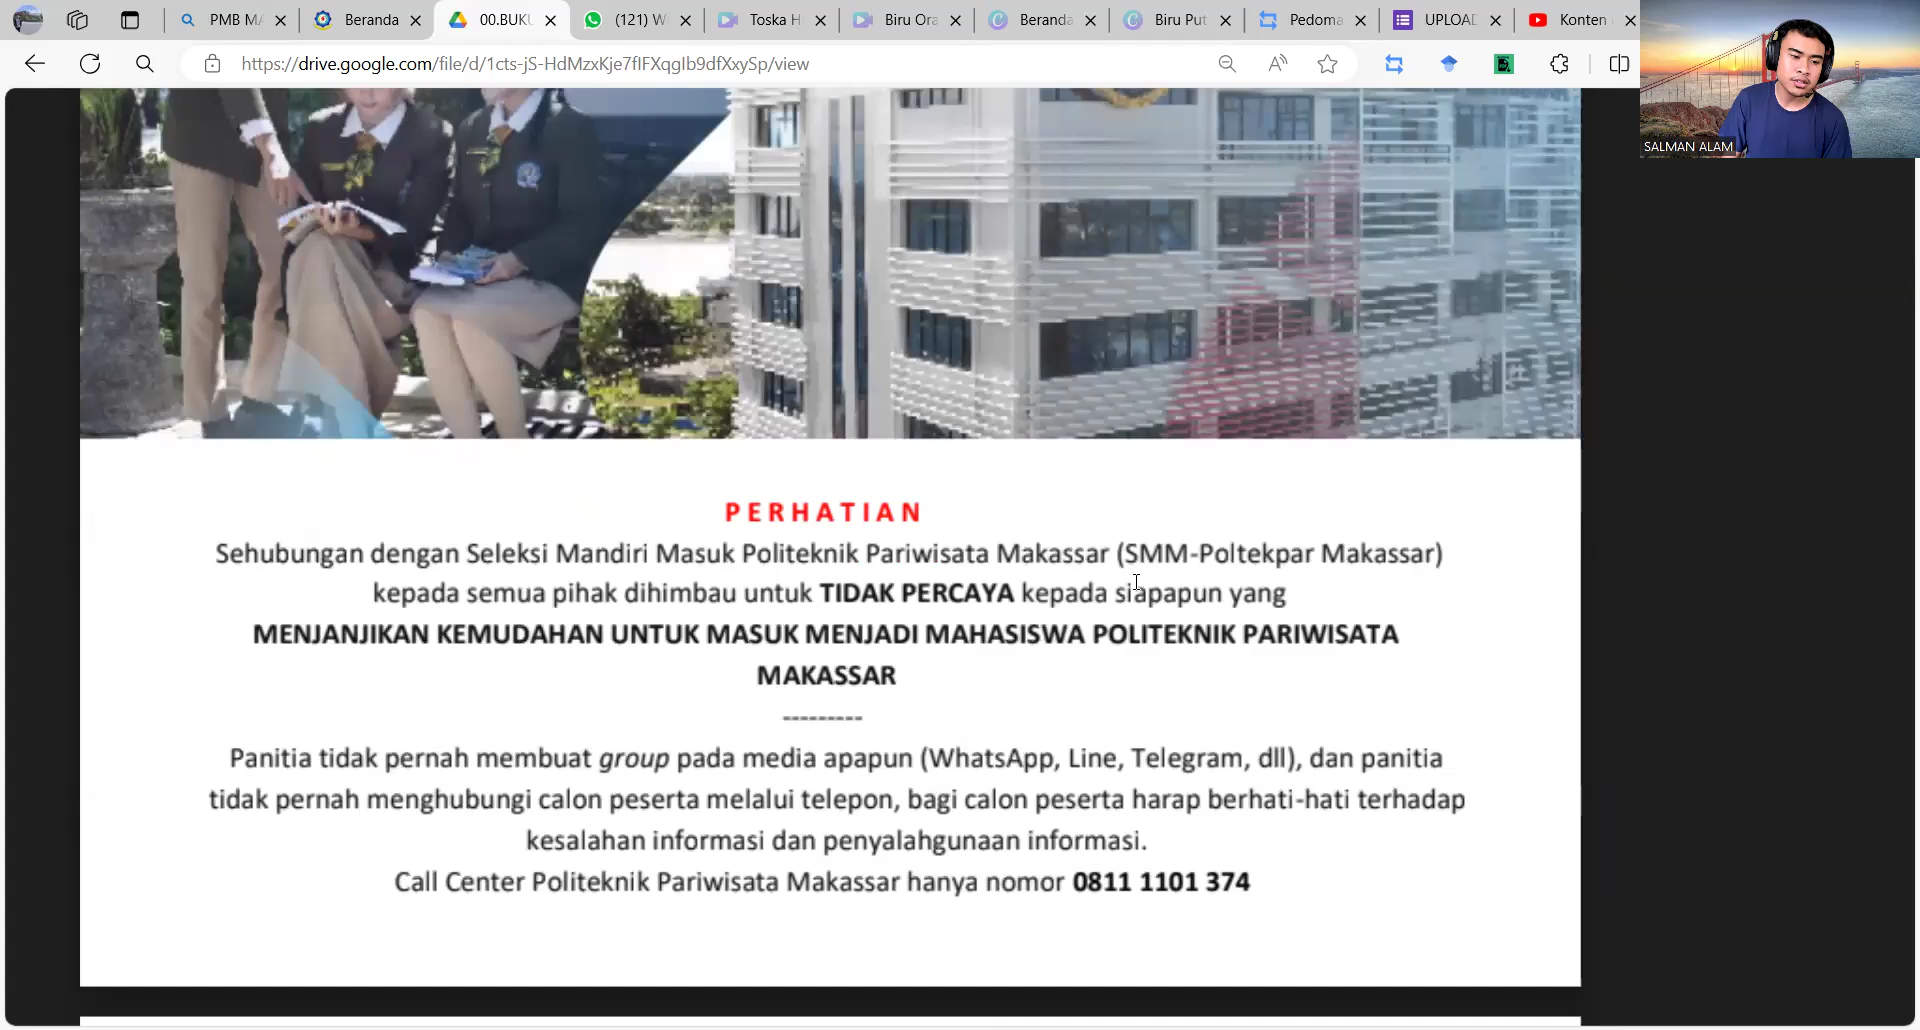 PMB MA
Beranda
00.BUKU
(121) W
Toska H
Biru Ora
Beranda
Biru Put
Pedoma
UPLOAD
Konten
https://drive.google.com/file/d/1cts-jS-HdMzxKje7fIFXqgIb9dfXxySp/view
SALMAN ALAM
PERHATIAN
Sehubungan dengan Seleksi Mandiri Masuk Politeknik Pariwisata Makassar (SMM-Poltekpar Makassar)
kepada semua pihak dihimbau untuk TIDAK PERCAYA kepada siapapun yang
MENJANJIKAN KEMUDAHAN UNTUK MASUK MENJADI MAHASISWA POLITEKNIK PARIWISATA
MAKASSAR
---------
Panitia tidak pernah membuat group pada media apapun (WhatsApp, Line, Telegram, dll), dan panitia
tidak pernah menghubungi calon peserta melalui telepon, bagi calon peserta harap berhati-hati terhadap
kesalahan informasi dan penyalahgunaan informasi.
Call Center Politeknik Pariwisata Makassar hanya nomor 0811 1101 374